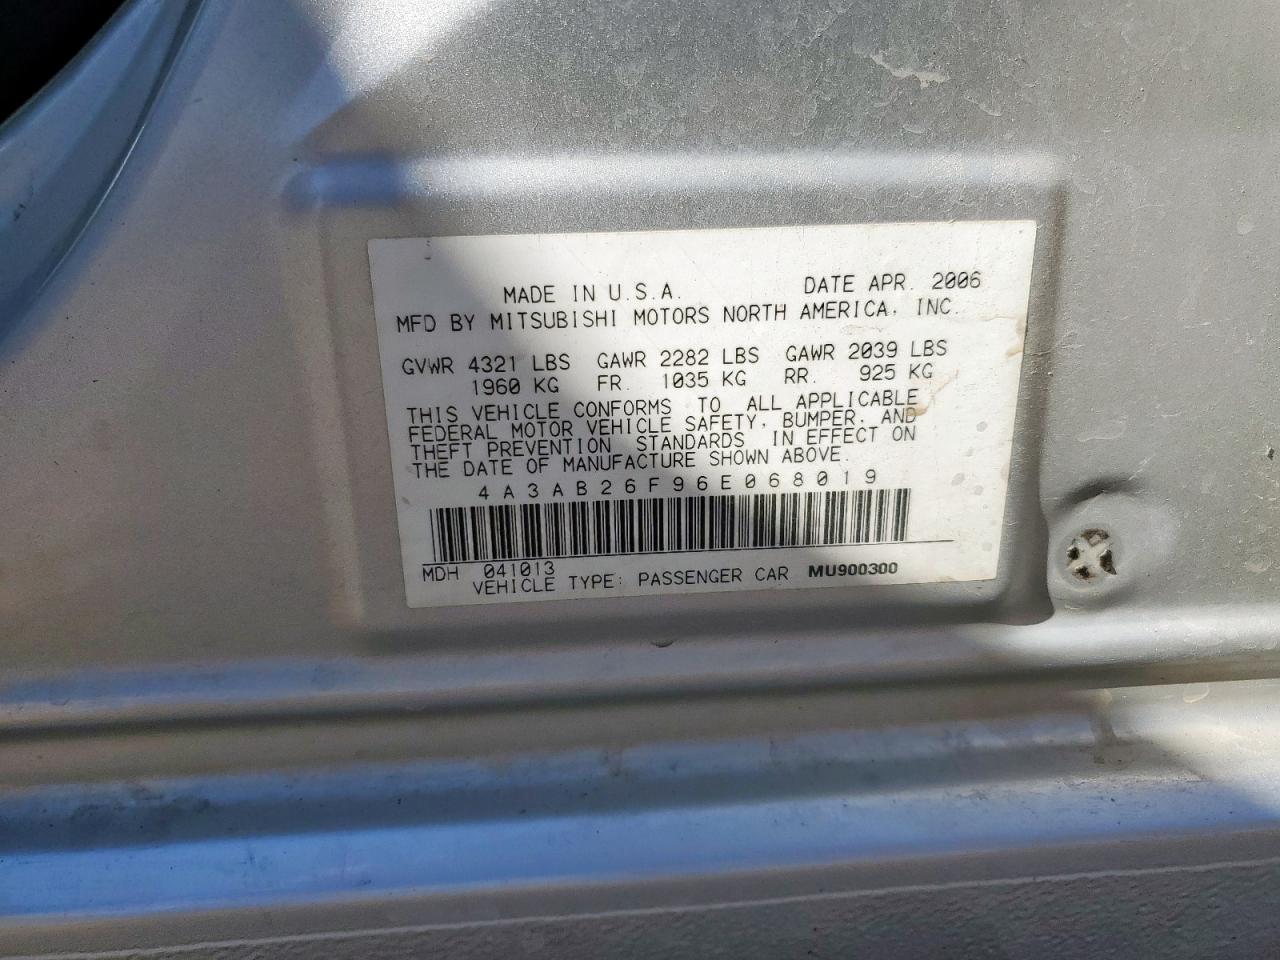 MADE IN U.S.A. DATE APR. 2006
MFD BY MITSUBISHI MOTORS NORTH AMERICA, INC.
GVWR 4321 LBS GAWR 2282 LBS GAWR 2039 LBS
1960 KG FR. 1035 KG RR. 925 KG
THIS VEHICLE CONFORMS TO ALL APPLICABLE
FEDERAL MOTOR VEHICLE SAFETY, BUMPER, AND
THEFT PREVENTION STANDARDS IN EFFECT ON
THE DATE OF MANUFACTURE SHOWN ABOVE.
4A3AB26F96E068019
MDH 041013
VEHICLE TYPE: PASSENGER CAR MU900300